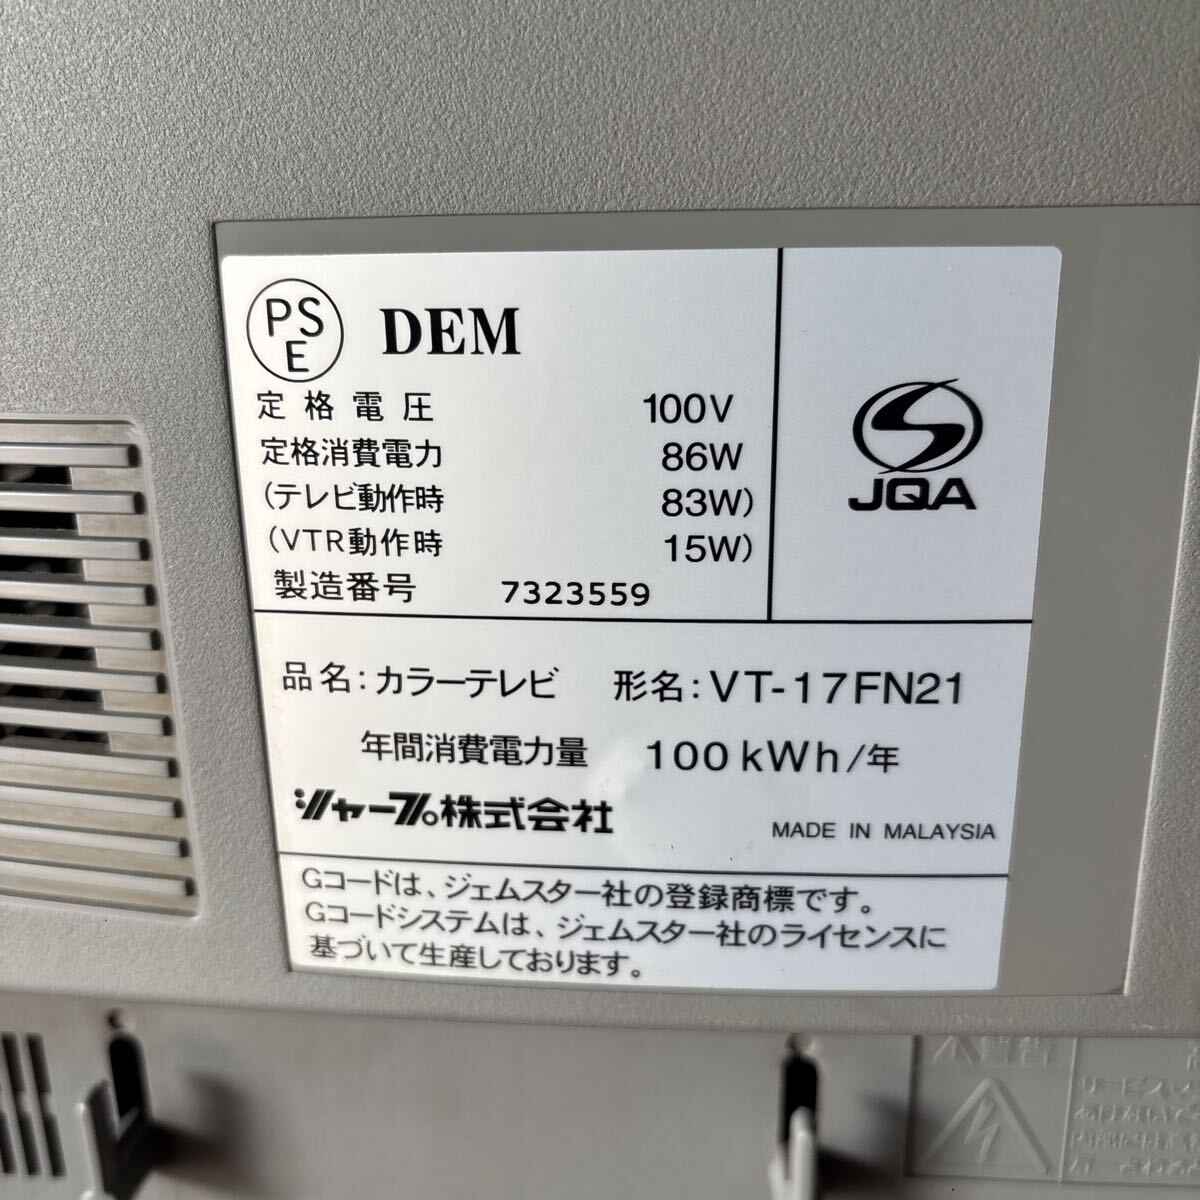 PSE DEM
定格電圧 100V
定格消費電力 86W
(テレビ動作時 83W)
(VTR動作時 15W)
製造番号 7323559
JQA
品名:カラーテレビ 形名:VT-17FN21
年間消費電力量 100kWh/年
シャープ株式会社 MADE IN MALAYSIA
Gコードは、ジェムスター社の登録商標です。
Gコードシステムは、ジェムスター社のライセンスに
基づいて生産しております。
警告